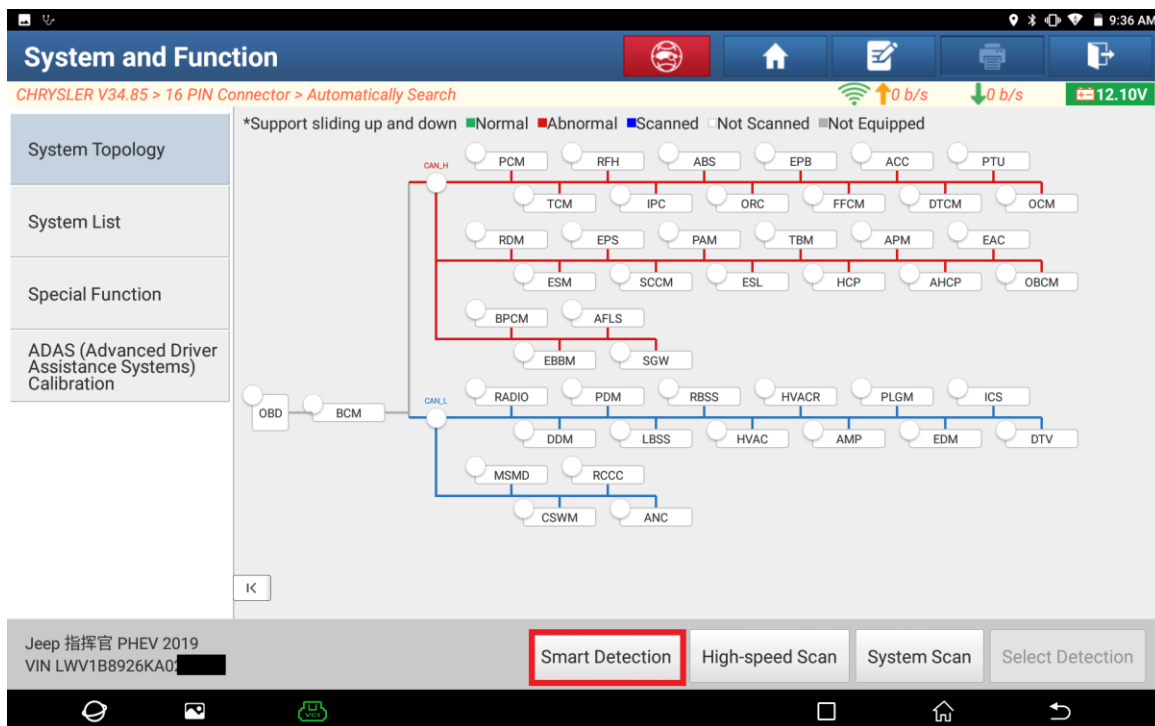 9:36 AM
System and Function
CHRYSLER V34.85 > 16 PIN Connector > Automatically Search
0 b/s
0 b/s
12.10V
System Topology
System List
Special Function
ADAS (Advanced Driver
Assistance Systems)
Calibration
*Support sliding up and down Normal Abnormal Scanned Not Scanned Not Equipped
CAN_H
PCM RFH ABS EPB ACC PTU
TCM IPC ORC FFCM DTCM OCM
RDM EPS PAM TBM APM EAC
ESM SCCM ESL HCP AHCP OBCM
BPCM AFLS
EBBM SGW
OBD BCM
CAN_L
RADIO PDM RBSS HVACR PLGM ICS
DDM LBSS HVAC AMP EDM DTV
MSMD RCCC
CSWM ANC
Jeep 指挥官 PHEV 2019
VIN LWV1B8926KA02
Smart Detection
High-speed Scan
System Scan
Select Detection
VCI